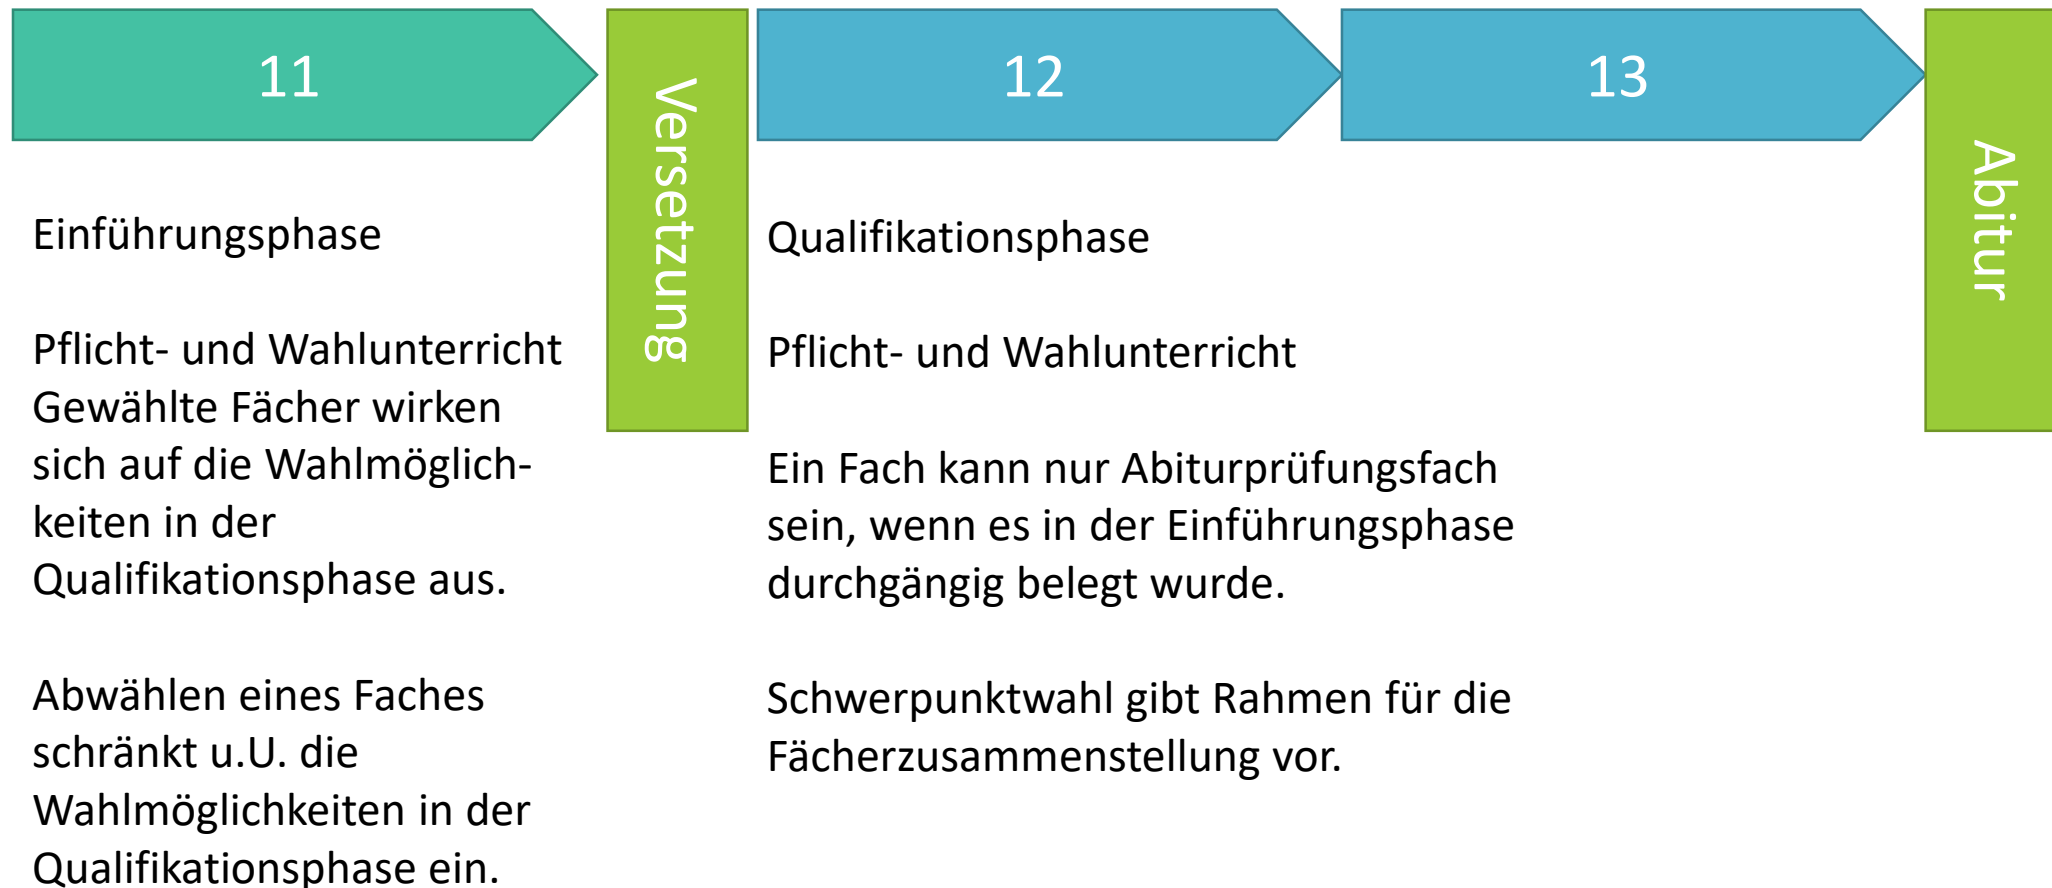 11
Versetzung
12
13
Abitur
Einführungsphase
Pflicht- und Wahlunterricht
Gewählte Fächer wirken
sich auf die Wahlmöglich-
keiten in der
Qualifikationsphase aus.
Abwählen eines Faches
schränkt u.U. die
Wahlmöglichkeiten in der
Qualifikationsphase ein.
Qualifikationsphase
Pflicht- und Wahlunterricht
Ein Fach kann nur Abiturprüfungsfach
sein, wenn es in der Einführungsphase
durchgängig belegt wurde.
Schwerpunktwahl gibt Rahmen für die
Fächerzusammenstellung vor.